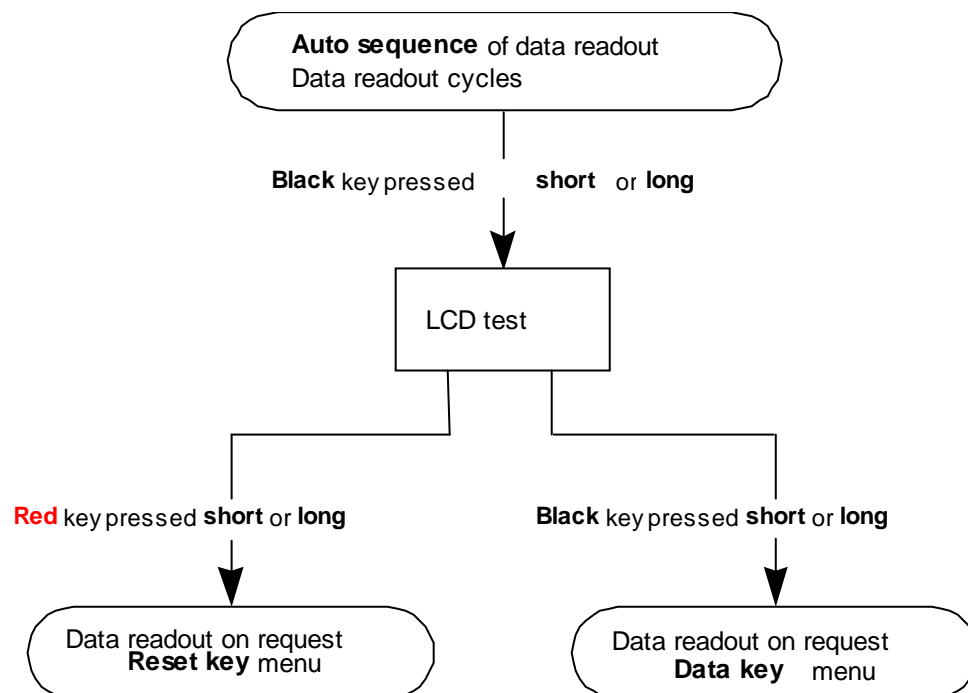 Auto sequence of data readout
Data readout cycles
Black key pressed short or long
LCD test
Red key pressed short or long
Black key pressed short or long
Data readout on request
Reset key menu
Data readout on request
Data key menu